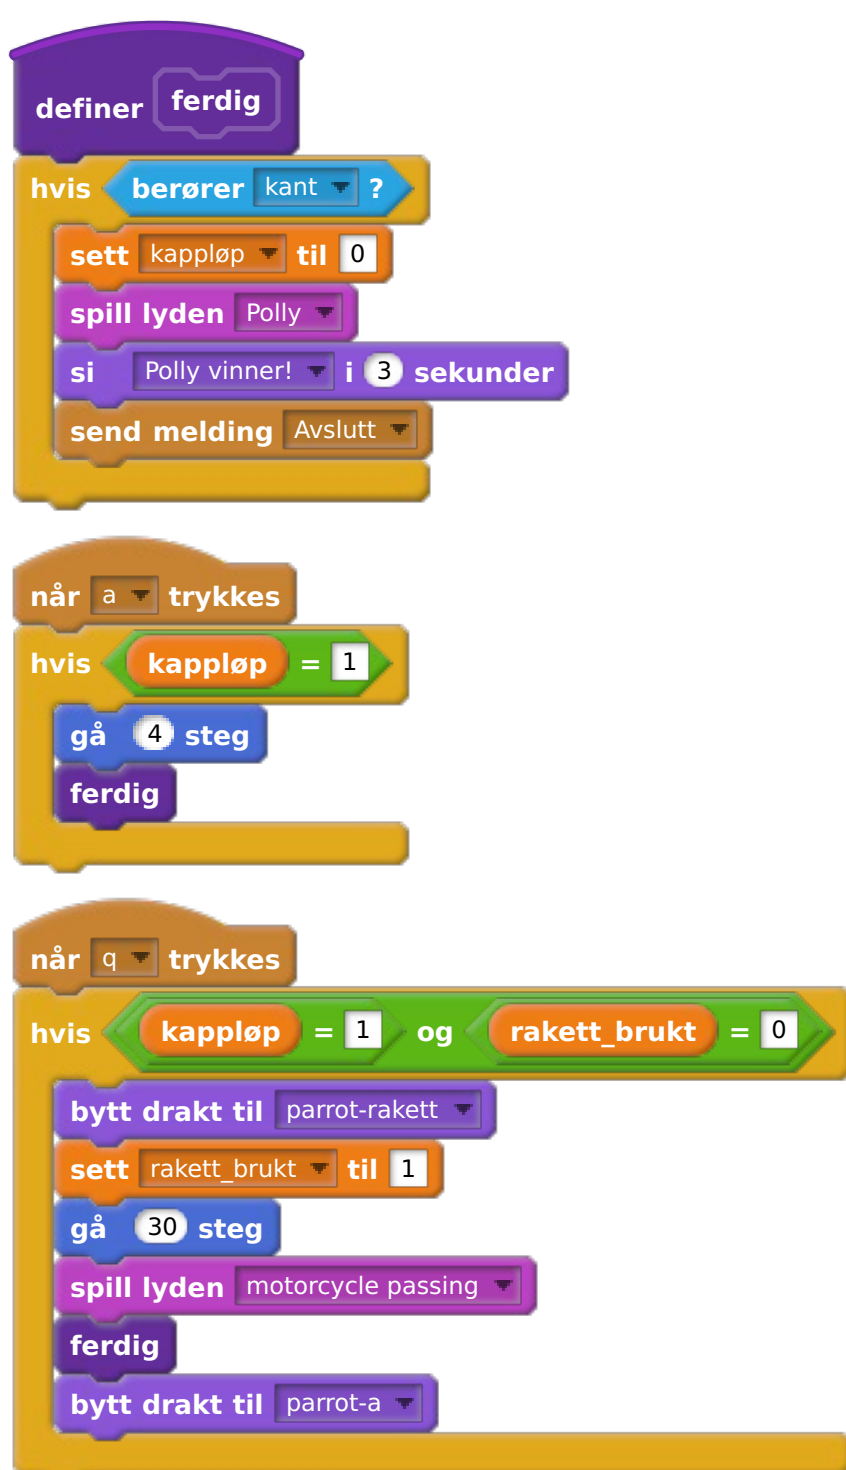 definer ferdig
hvis berører kant ?
sett kappløp til 0
spill lyden Polly
si Polly vinner! i 3 sekunder
send melding Avslutt
når a trykkes
hvis kappløp = 1
gå 4 steg
ferdig
når q trykkes
hvis kappløp = 1 og rakett_brukt = 0
bytt drakt til parrot-rakett
sett rakett_brukt til 1
gå 30 steg
spill lyden motorcycle passing
ferdig
bytt drakt til parrot-a